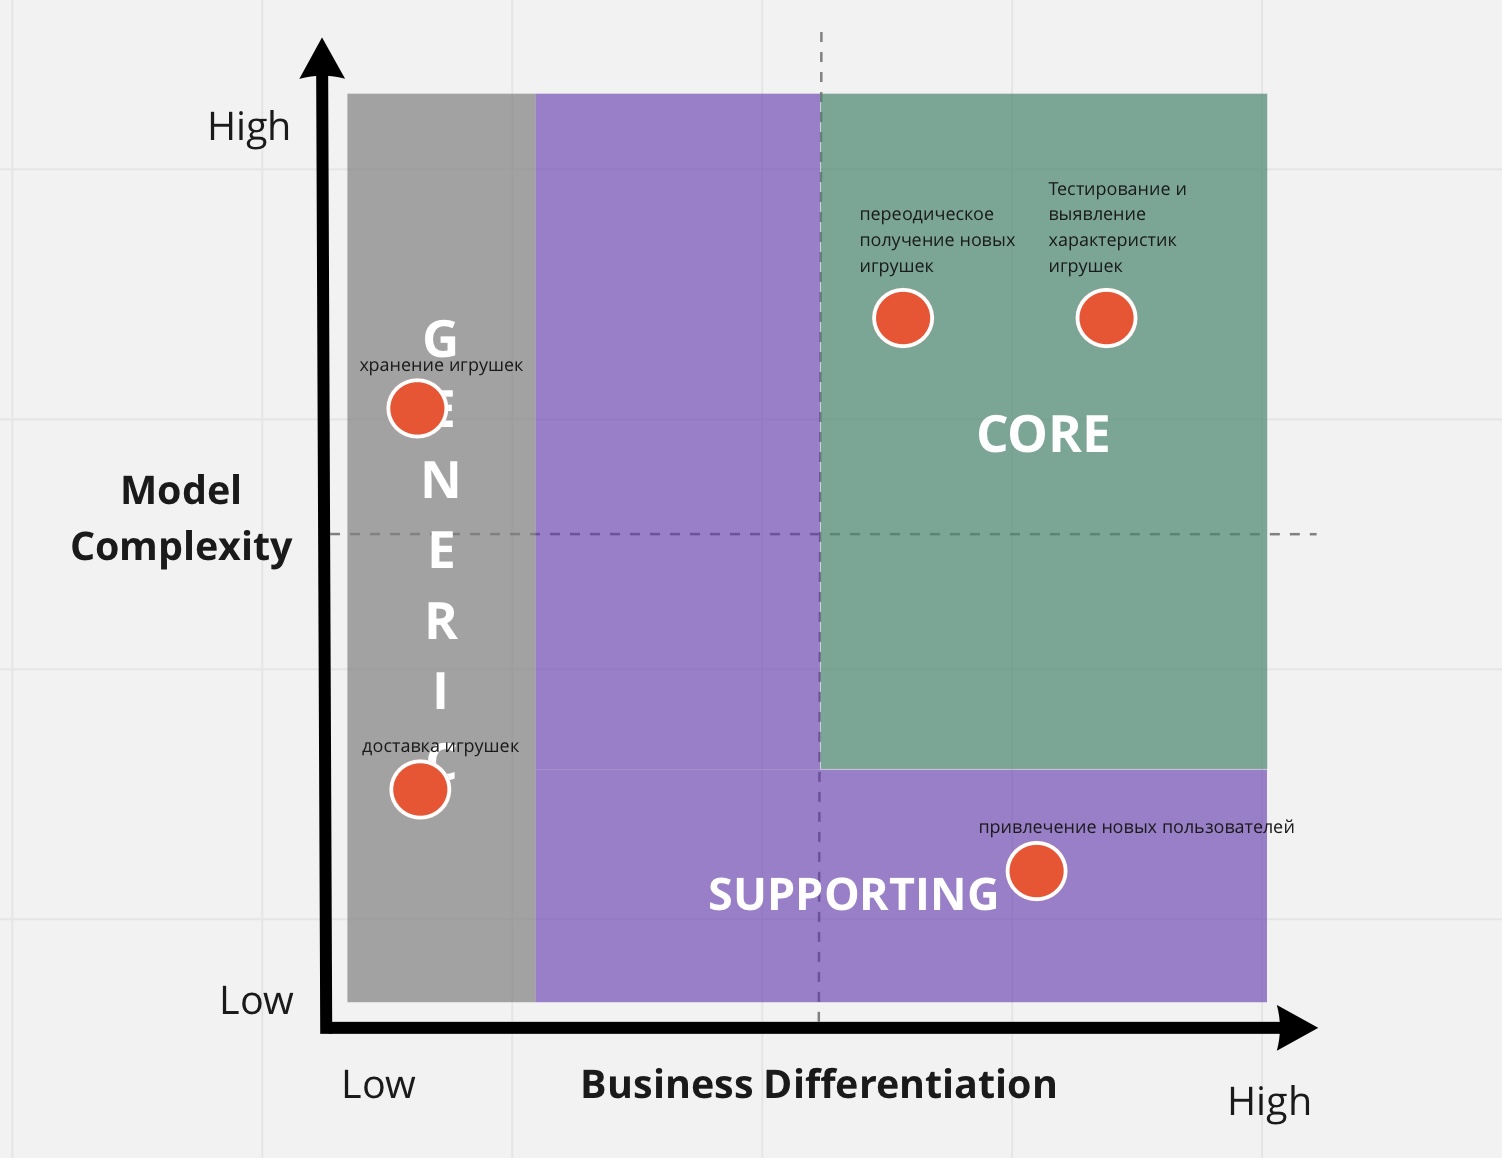 High
Тестирование и
выявление
характеристик
игрушек
переодическое
получение новых
игрушек
G
E
N
E
R
I
C
хранение игрушек
CORE
Model
Complexity
доставка игрушек
привлечение новых пользователей
SUPPORTING
Low
Low
Business Differentiation
High